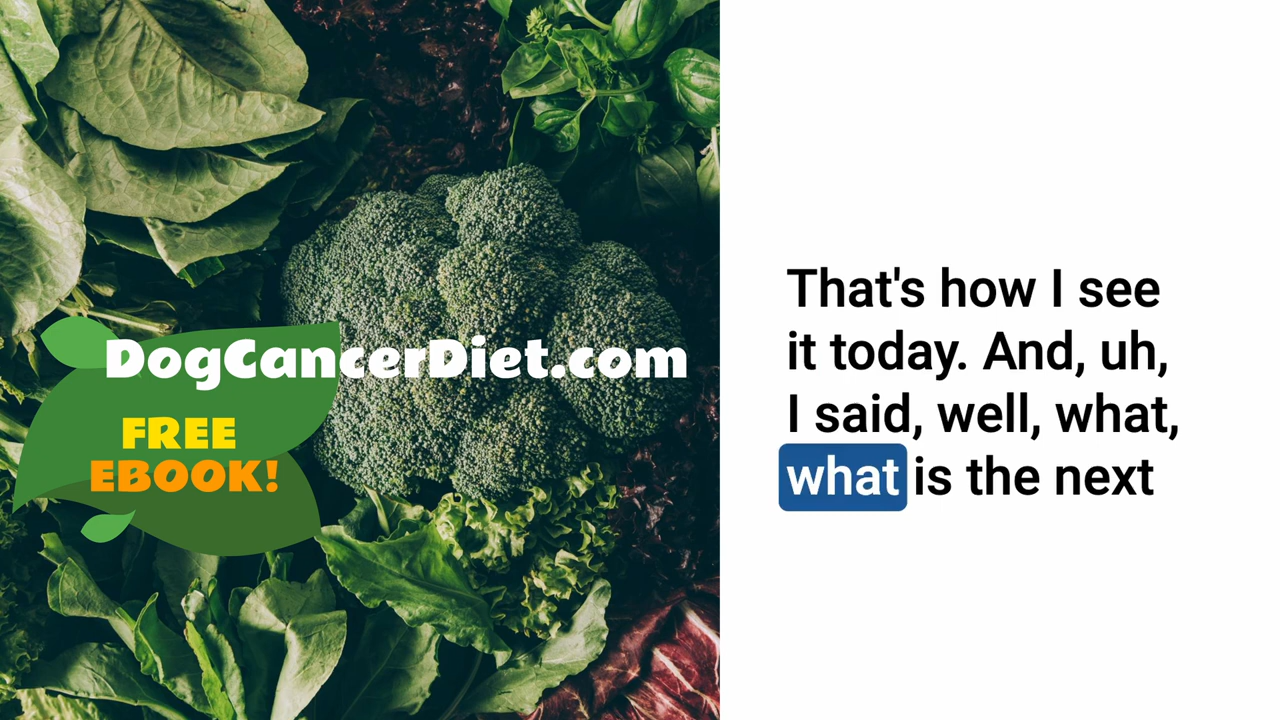 DogCancerDiet.com
FREE
EBOOK!
That's how I see
it today. And, uh,
I said, well, what,
what is the next